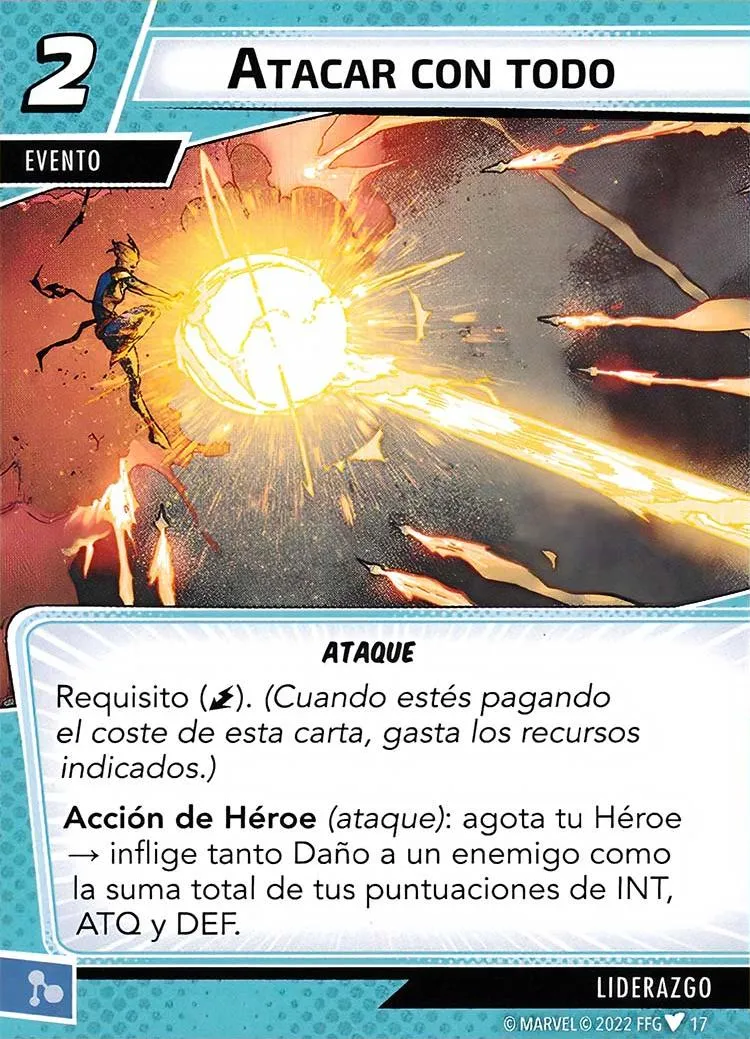 2
ATACAR CON TODO
EVENTO
ATAQUE
Requisito (). (Cuando estés pagando
el coste de esta carta, gasta los recursos
indicados.)
Acción de Héroe (ataque): agota tu Héroe
→ inflige tanto Daño a un enemigo como
la suma total de tus puntuaciones de INT,
ATQ y DEF.
LIDERAZGO
© MARVEL © 2022 FFG 17